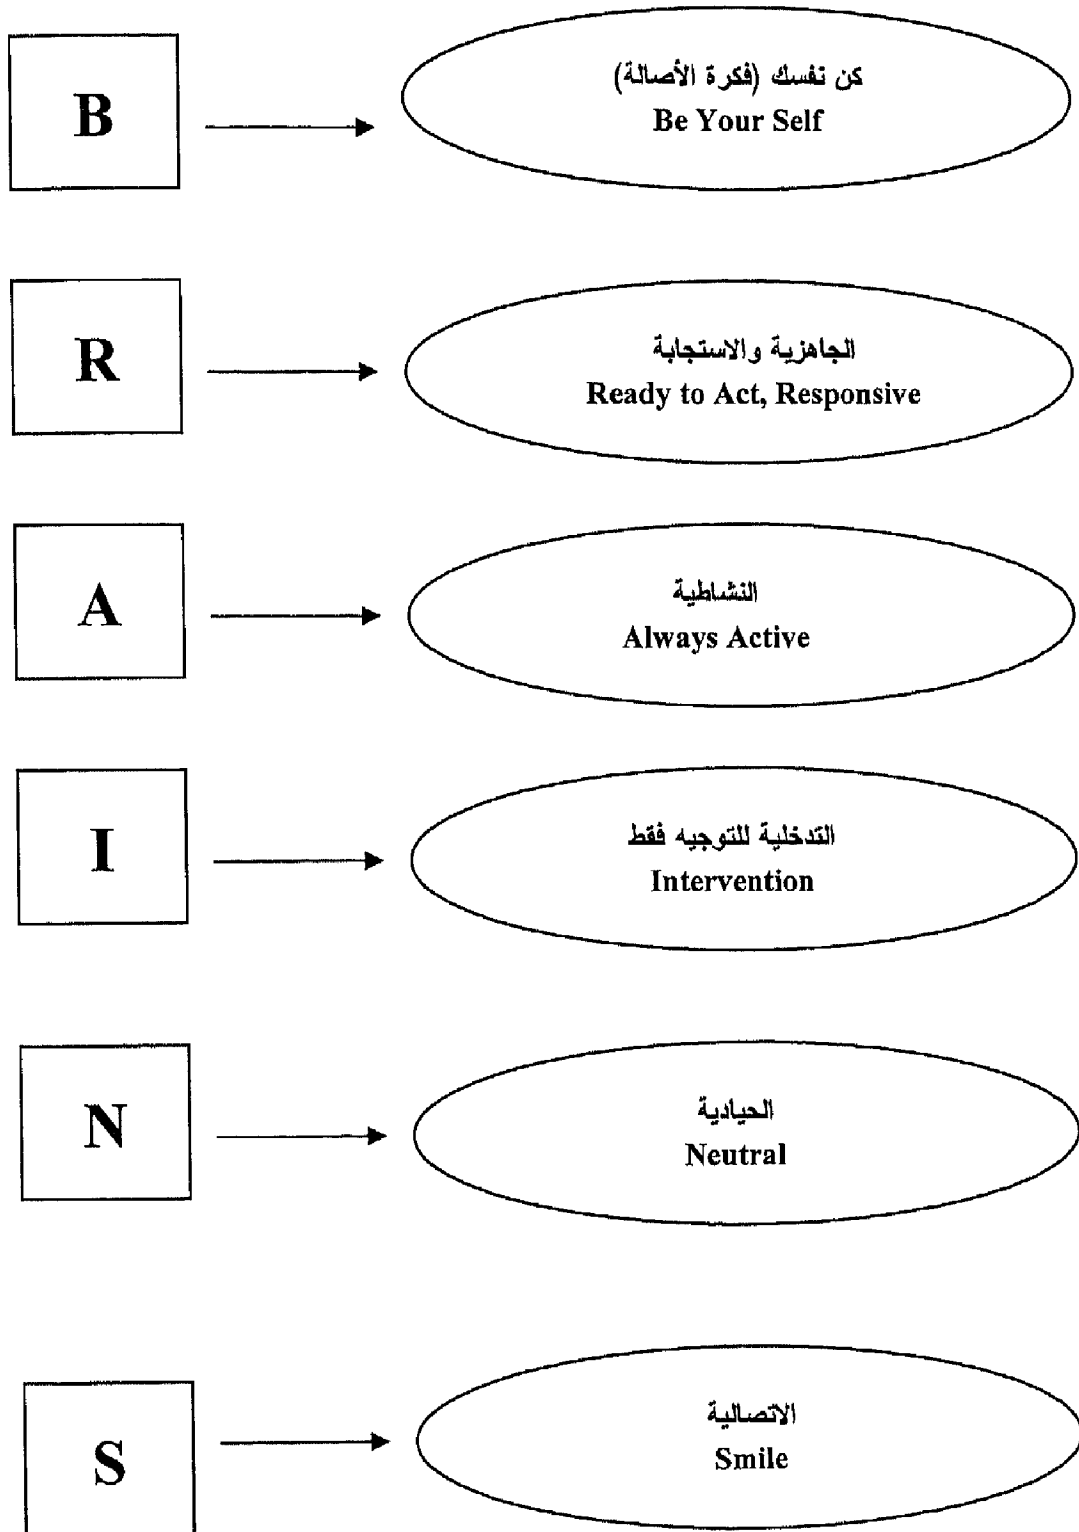 B
كن نفسك (فكرة الأصالة)
Be Your Self
R
الجاهزية والاستجابة
Ready to Act, Responsive
A
النشاطية
Always Active
I
التدخلية للتوجيه فقط
Intervention
N
الحيادية
Neutral
S
الاتصالية
Smile